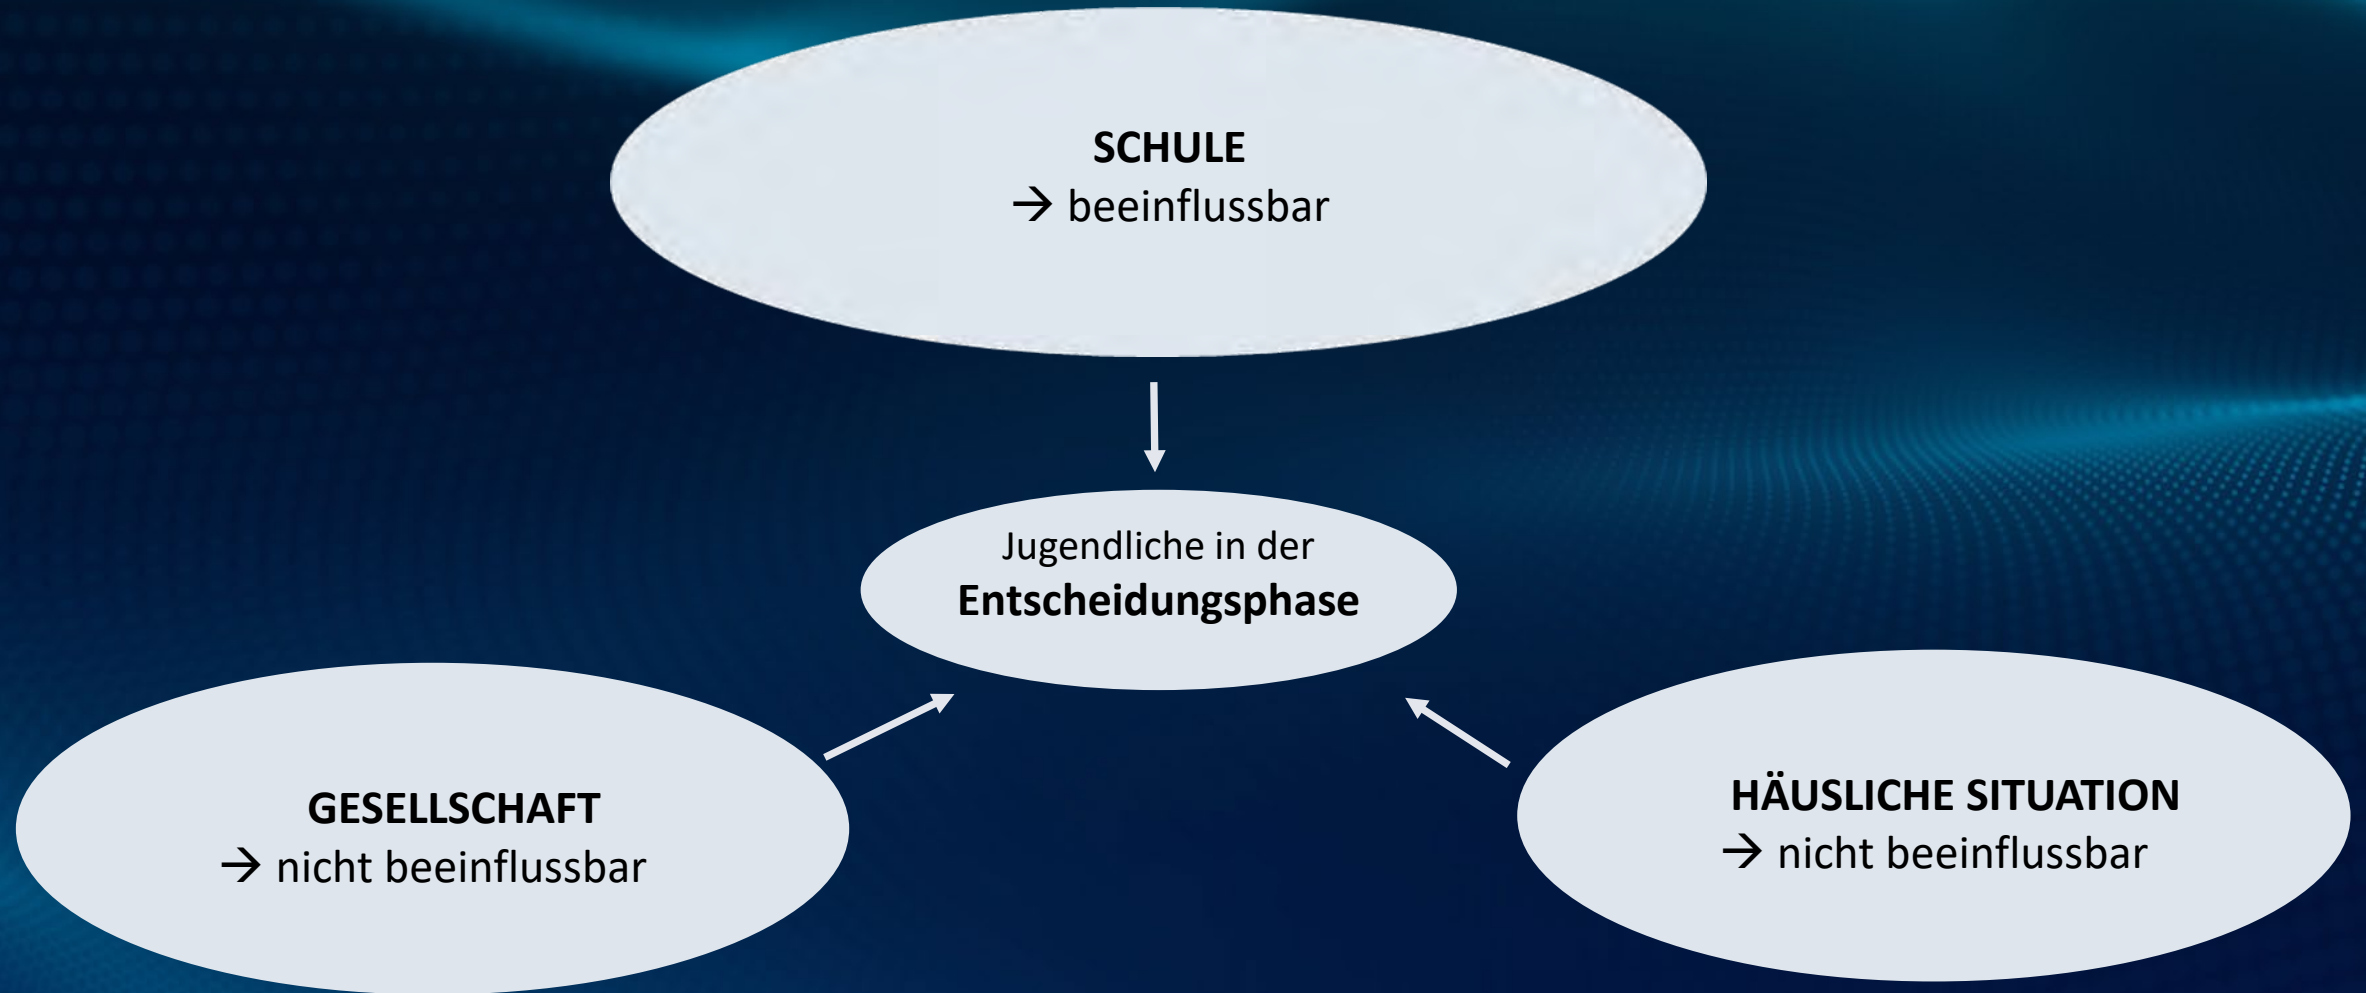 SCHULE
→ beeinflussbar
Jugendliche in der
Entscheidungsphase
GESELLSCHAFT
→ nicht beeinflussbar
HÄUSLICHE SITUATION
→ nicht beeinflussbar